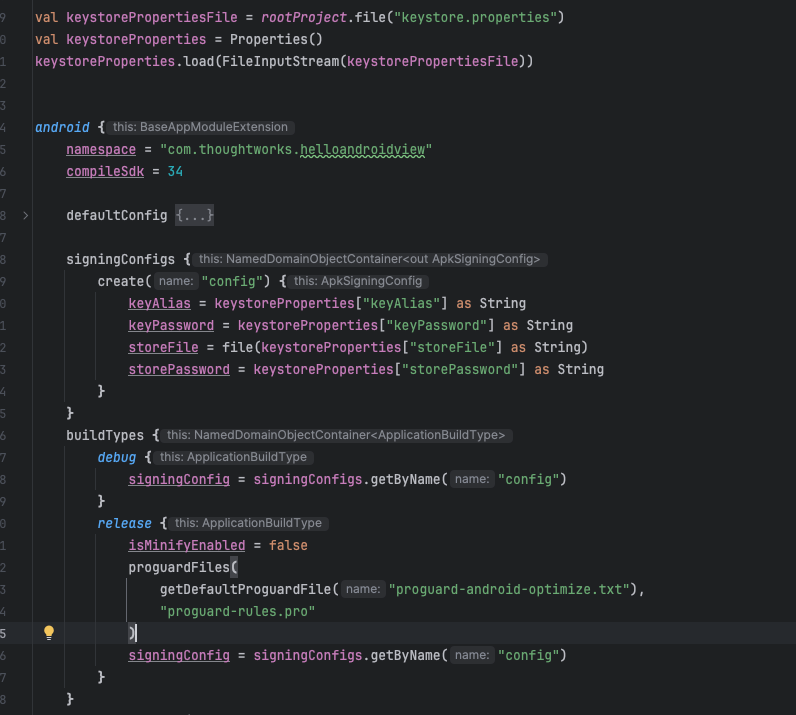 9 val keystorePropertiesFile = rootProject.file("keystore.properties")
0 val keystoreProperties = Properties()
1 keystoreProperties.load(FileInputStream(keystorePropertiesFile))
2
3
4 android { this: BaseAppModuleExtension
5 namespace = "com.thoughtworks.helloandroidview"
6 compileSdk = 34
7
8 defaultConfig {...}
7
8 signingConfigs { this: NamedDomainObjectContainer<out ApkSigningConfig>
9 create( name: "config") { this: ApkSigningConfig
0 keyAlias = keystoreProperties["keyAlias"] as String
1 keyPassword = keystoreProperties["keyPassword"] as String
2 storeFile = file(keystoreProperties["storeFile"] as String)
3 storePassword = keystoreProperties["storePassword"] as String
4 }
5 }
6 buildTypes { this: NamedDomainObjectContainer<ApplicationBuildType>
7 debug { this: ApplicationBuildType
8 signingConfig = signingConfigs.getByName( name: "config")
9 }
0 release { this: ApplicationBuildType
1 isMinifyEnabled = false
2 proguardFiles(
3 getDefaultProguardFile( name: "proguard-android-optimize.txt"),
4 "proguard-rules.pro"
5 )
6 signingConfig = signingConfigs.getByName( name: "config")
7 }
8 }